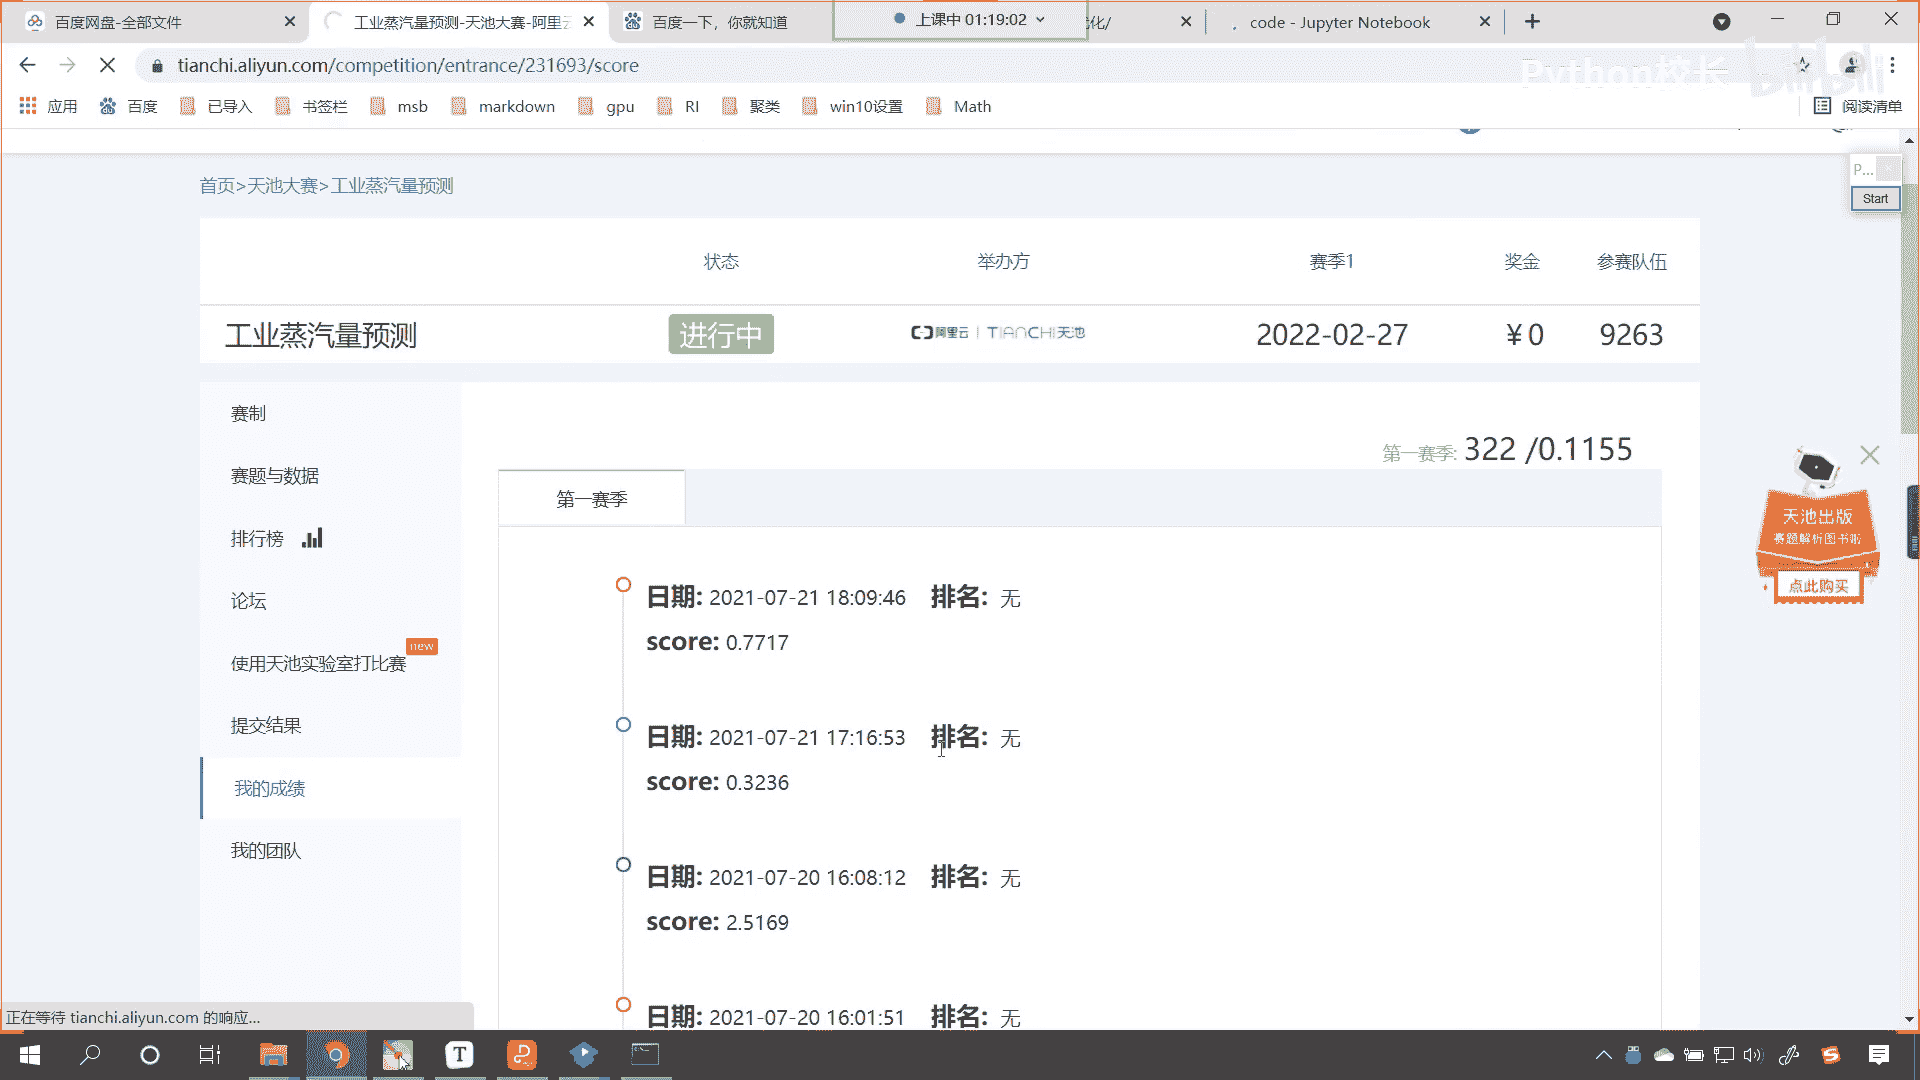 百度网盘-全部文件
工业蒸汽量预测-天池大赛-阿里云
百度一下，你就知道
上课中 01:19:02
化/
code - Jupyter Notebook
tianchi.aliyun.com/competition/entrance/231693/score
Python校长
bilibili
应用
百度
已导入
书签栏
msb
markdown
gpu
RI
聚类
win10设置
Math
阅读清单
P...
Start
首页>天池大赛>工业蒸汽量预测
状态 举办方 赛季1 奖金 参赛队伍
工业蒸汽量预测 进行中 阿里云 | TIANCHI天池 2022-02-27 ¥0 9263
赛制
赛题与数据
排行榜
论坛
new
使用天池实验室打比赛
提交结果
我的成绩
我的团队
第一赛季: 322 /0.1155
第一赛季
日期: 2021-07-21 18:09:46 排名: 无
score: 0.7717
日期: 2021-07-21 17:16:53 排名: 无
score: 0.3236
日期: 2021-07-20 16:08:12 排名: 无
score: 2.5169
日期: 2021-07-20 16:01:51 排名: 无
天池出版
赛题解析图书啦
点此购买
正在等待 tianchi.aliyun.com 的响应...